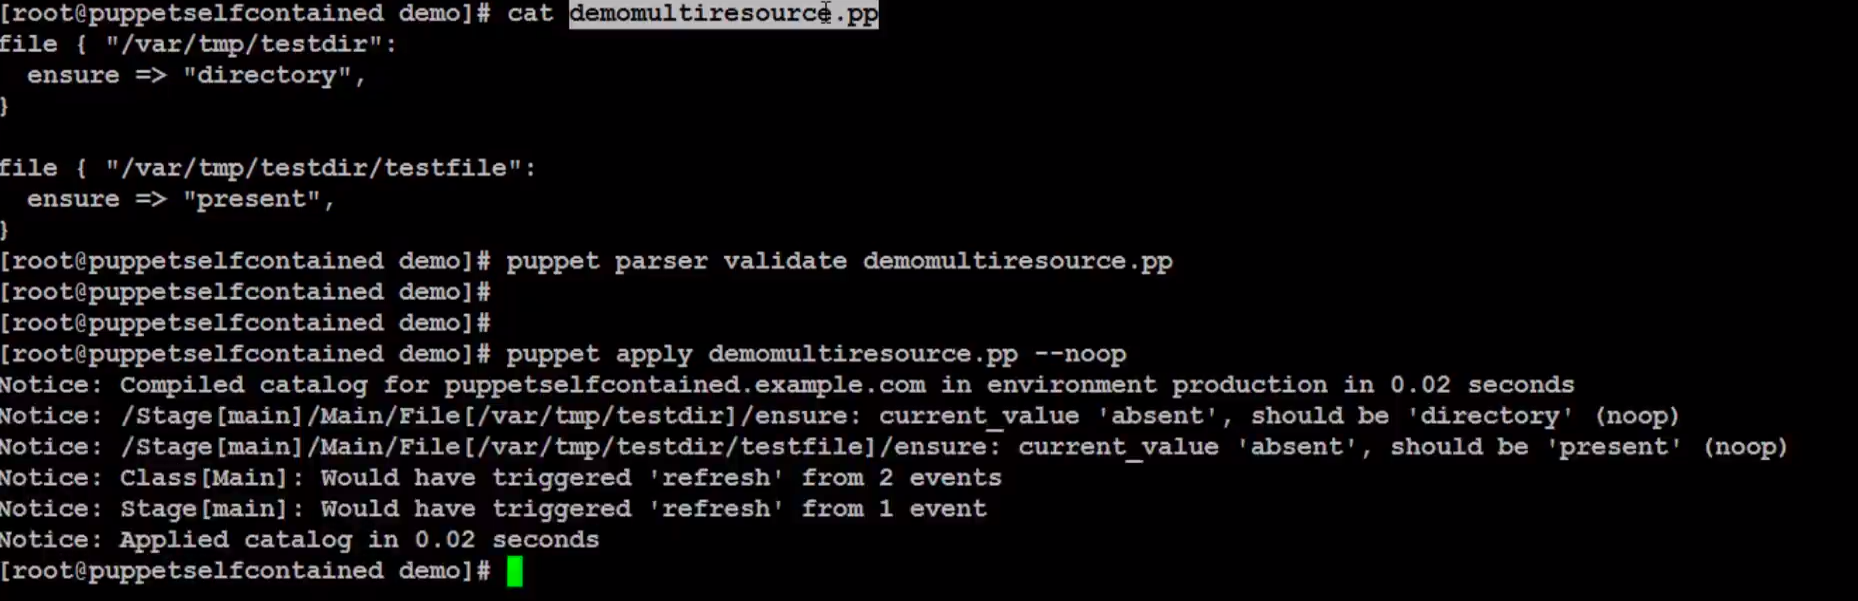 [root@puppetselfcontained demo]# cat demomultiresource.pp
file { "/var/tmp/testdir":
  ensure => "directory",
}

file { "/var/tmp/testdir/testfile":
  ensure => "present",
}
[root@puppetselfcontained demo]# puppet parser validate demomultiresource.pp
[root@puppetselfcontained demo]#
[root@puppetselfcontained demo]#
[root@puppetselfcontained demo]# puppet apply demomultiresource.pp --noop
Notice: Compiled catalog for puppetselfcontained.example.com in environment production in 0.02 seconds
Notice: /Stage[main]/Main/File[/var/tmp/testdir]/ensure: current_value 'absent', should be 'directory' (noop)
Notice: /Stage[main]/Main/File[/var/tmp/testdir/testfile]/ensure: current_value 'absent', should be 'present' (noop)
Notice: Class[Main]: Would have triggered 'refresh' from 2 events
Notice: Stage[main]: Would have triggered 'refresh' from 1 event
Notice: Applied catalog in 0.02 seconds
[root@puppetselfcontained demo]#